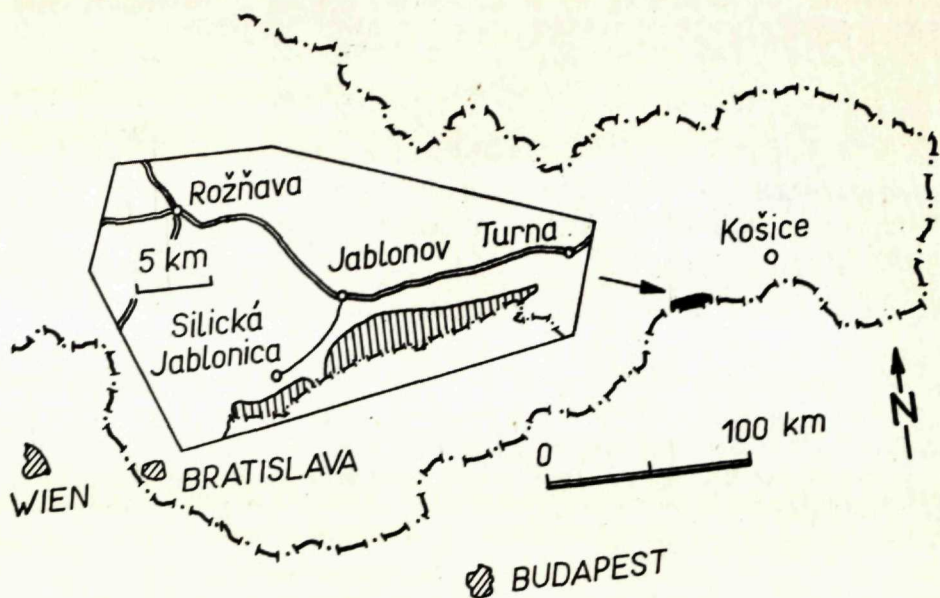 Rožňava
5 km
Jablonov
Turna
Silická
Jablonica
Košice
N
0
100 km
WIEN
BRATISLAVA
BUDAPEST